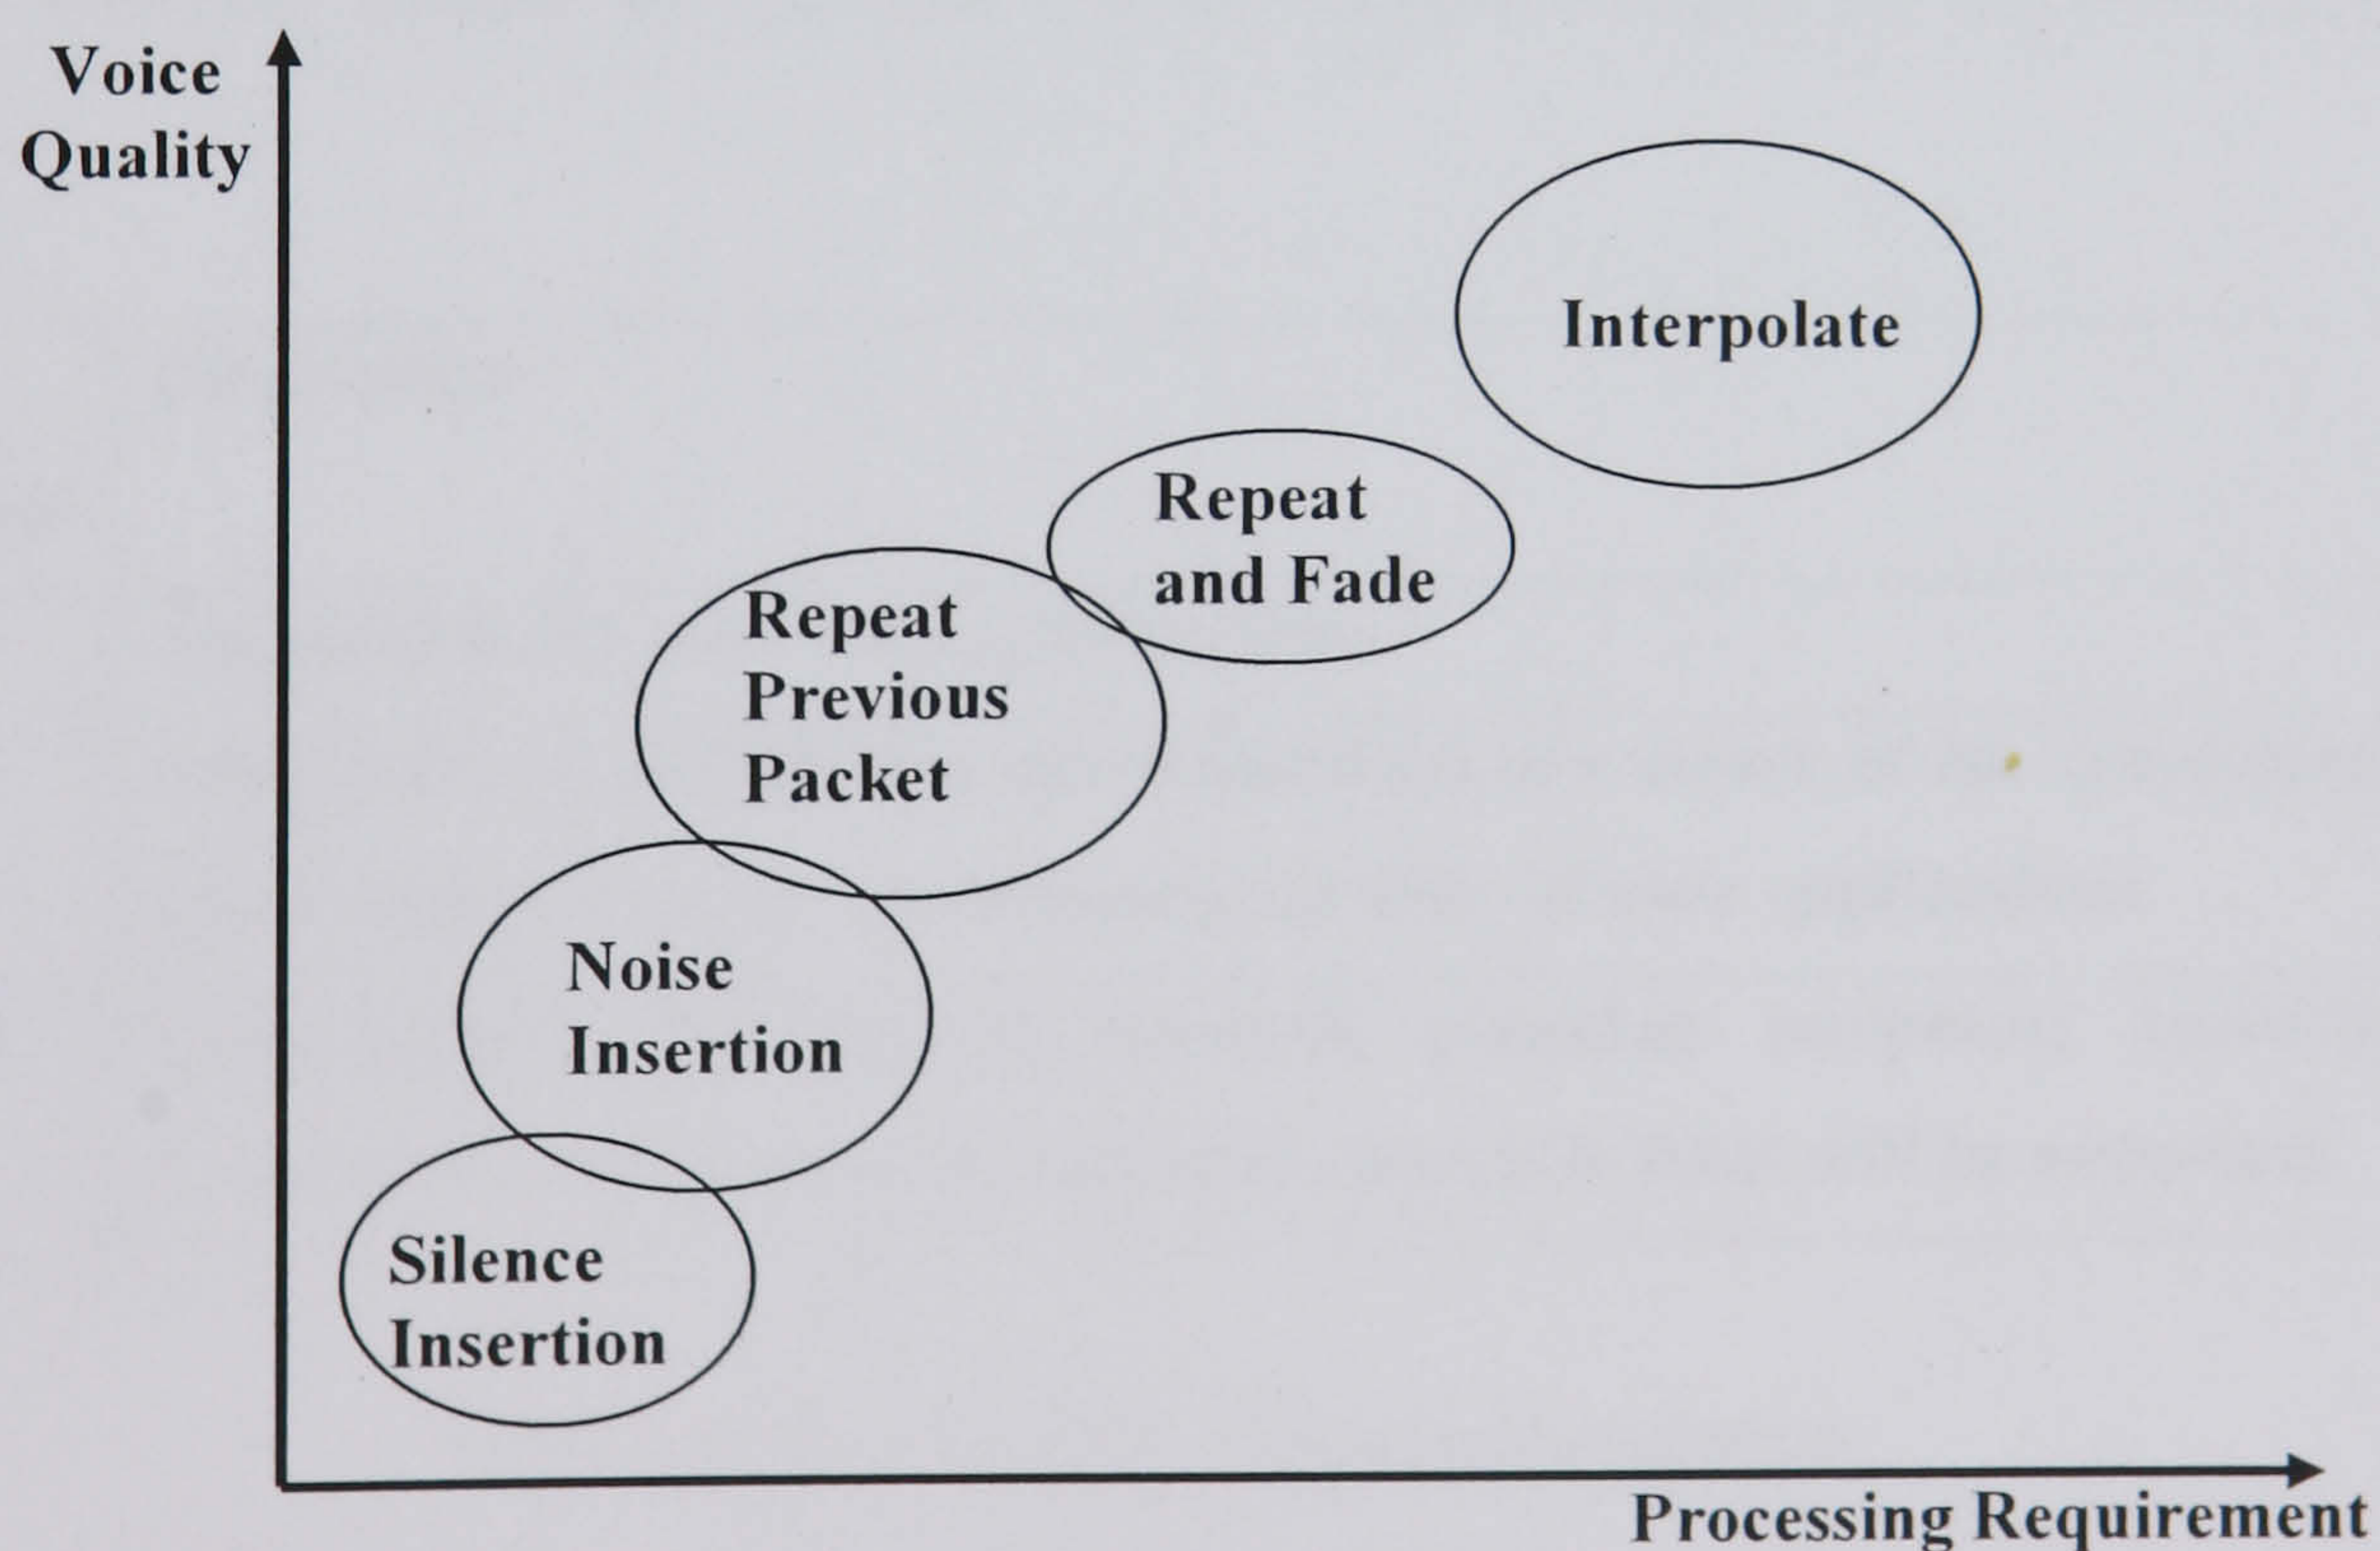 Voice
Quality
Interpolate
Repeat
and Fade
Repeat
Previous
Packet
Noise
Insertion
Silence
Insertion
Processing Requirement